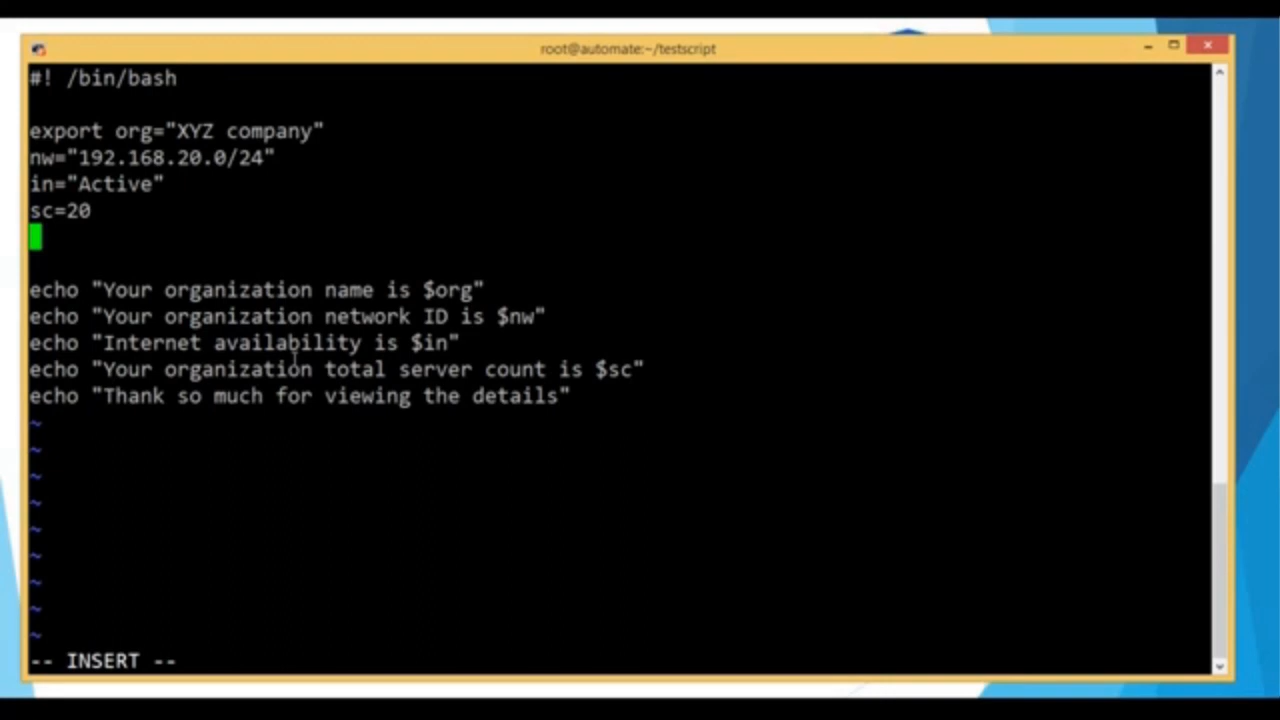 root@automate:~/testscript
#! /bin/bash
export org="XYZ company"
nw="192.168.20.0/24"
in="Active"
sc=20
echo "Your organization name is $org"
echo "Your organization network ID is $nw"
echo "Internet availability is $in"
echo "Your organization total server count is $sc"
echo "Thank so much for viewing the details"
~
~
~
~
~
~
~
~
~
-- INSERT --